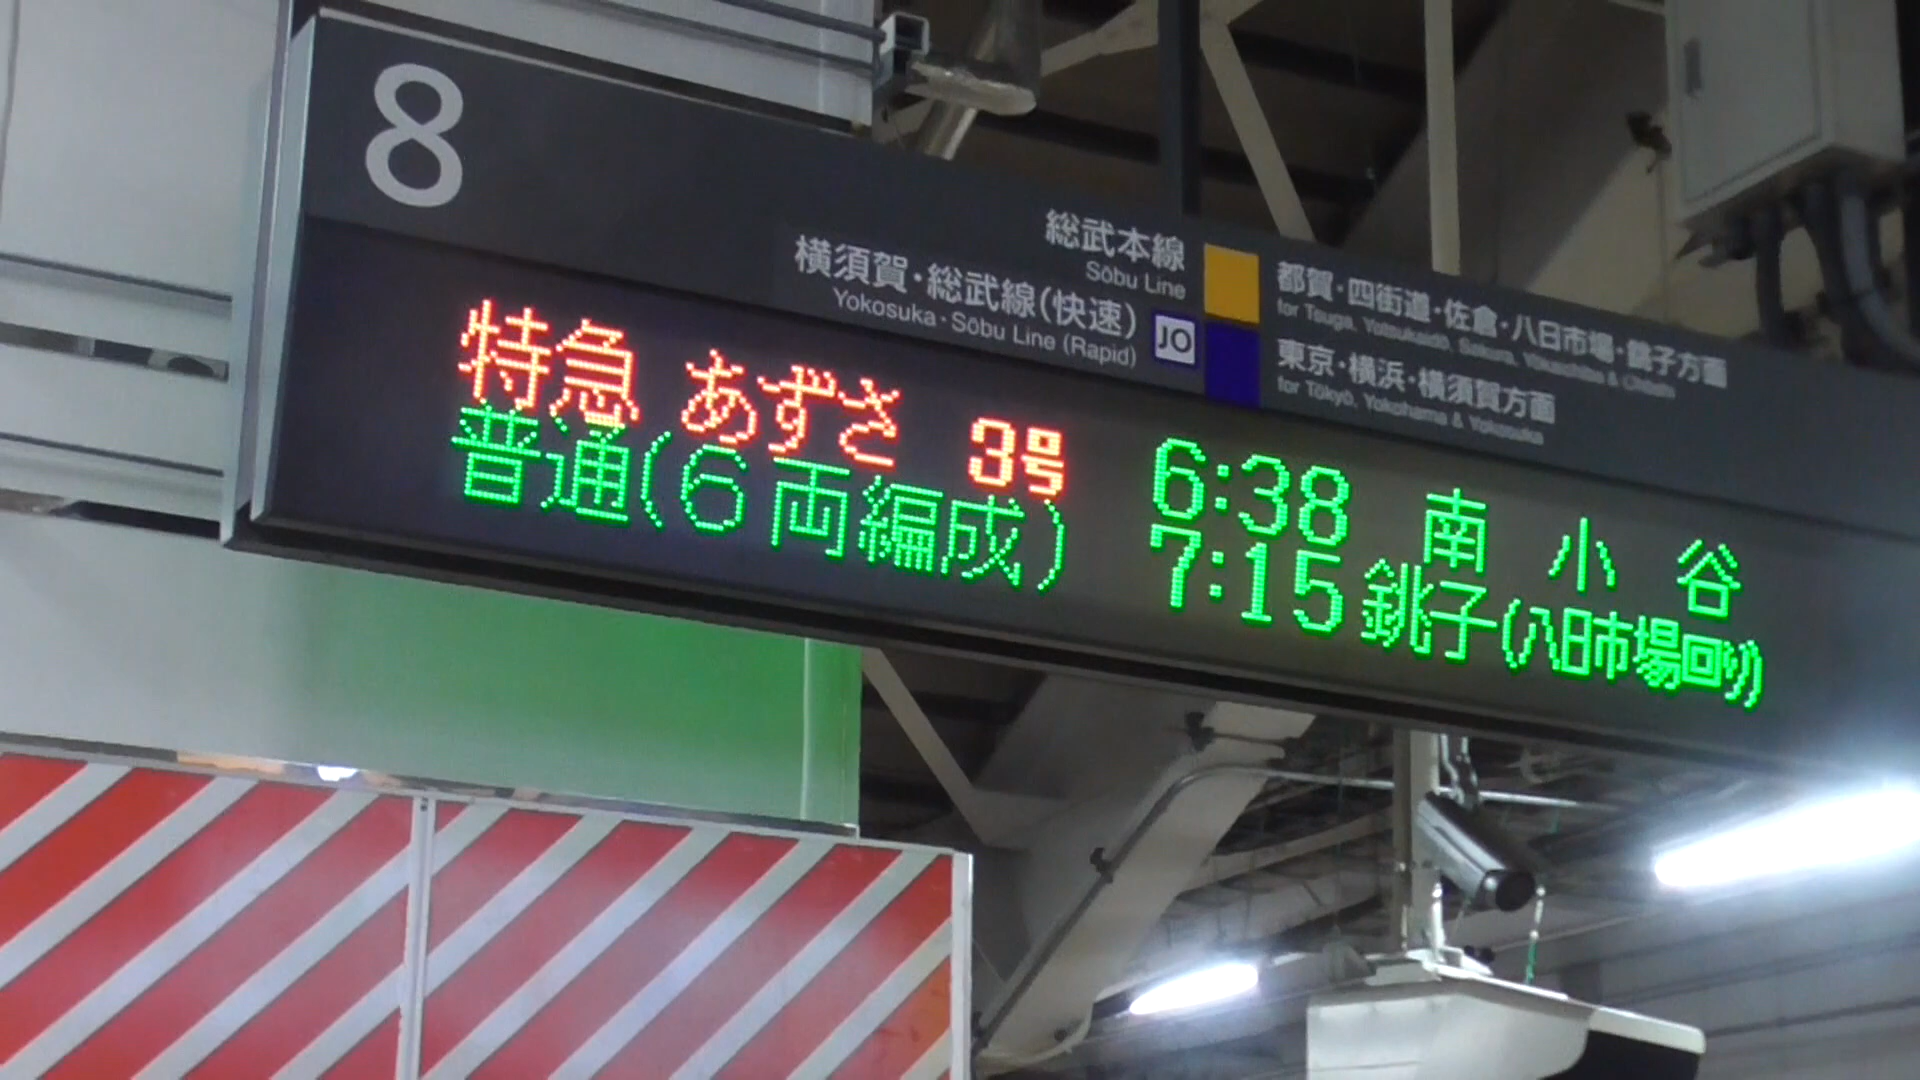 8
総武本線
Sōbu Line
都賀・四街道・佐倉・八日市場・銚子方面
for Tsuga, Yotsukaidō, Sakura, Yōkaichiba & Chōshi
横須賀・総武線(快速)
Yokosuka・Sōbu Line (Rapid)
JO
東京・横浜・横須賀方面
for Tōkyō, Yokohama & Yokosuka
特急 あずさ 3号 6:38 南小谷
普通(6両編成) 7:15 銚子(八日市場回り)